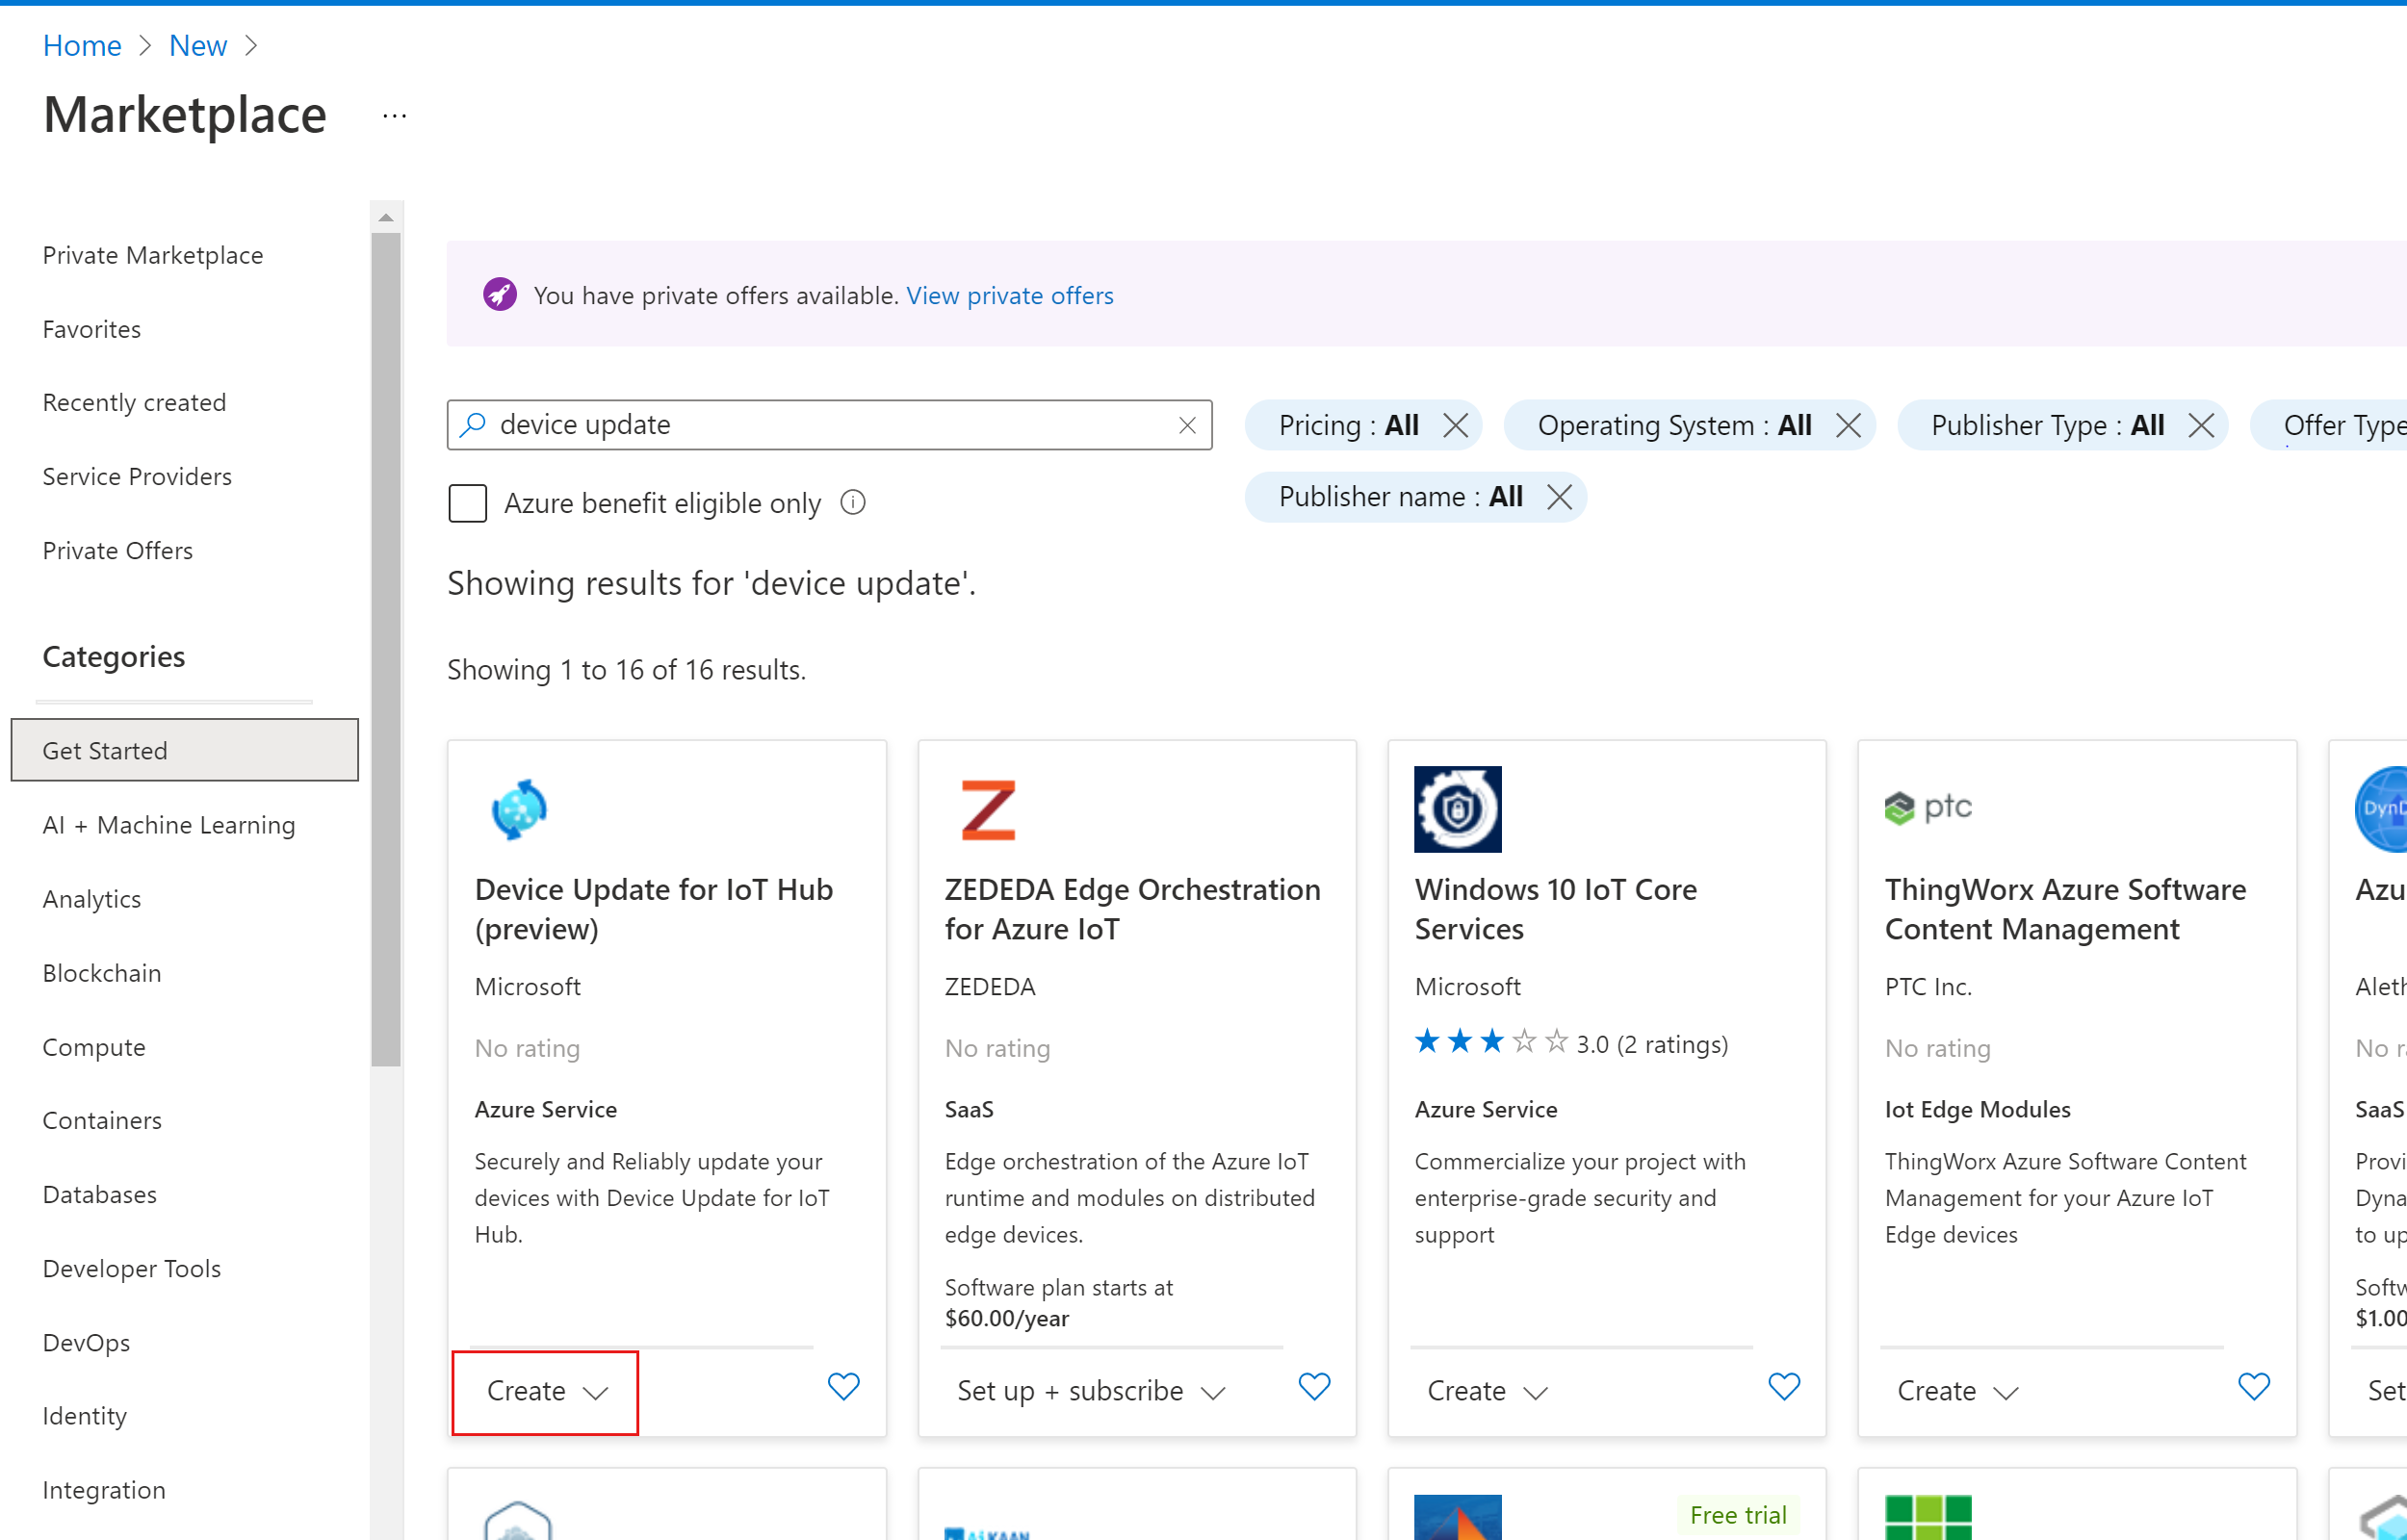 Home > New >
Marketplace ...
Private Marketplace
Favorites
Recently created
Service Providers
Private Offers
Categories
Get Started
AI + Machine Learning
Analytics
Blockchain
Compute
Containers
Databases
Developer Tools
DevOps
Identity
Integration
You have private offers available. View private offers
device update
Pricing : All
Operating System : All
Publisher Type : All
Offer Type
Azure benefit eligible only
Publisher name : All
Showing results for 'device update'.
Showing 1 to 16 of 16 results.
Device Update for IoT Hub
(preview)
Microsoft
No rating
Azure Service
Securely and Reliably update your
devices with Device Update for IoT
Hub.
Create
Z
ZEDEDA Edge Orchestration
for Azure IoT
ZEDEDA
No rating
SaaS
Edge orchestration of the Azure IoT
runtime and modules on distributed
edge devices.
Software plan starts at
$60.00/year
Set up + subscribe
Windows 10 IoT Core
Services
Microsoft
3.0 (2 ratings)
Azure Service
Commercialize your project with
enterprise-grade security and
support
Create
ptc
ThingWorx Azure Software
Content Management
PTC Inc.
No rating
Iot Edge Modules
ThingWorx Azure Software Content
Management for your Azure IoT
Edge devices
Create
No
SaaS
to
Set
Free trial